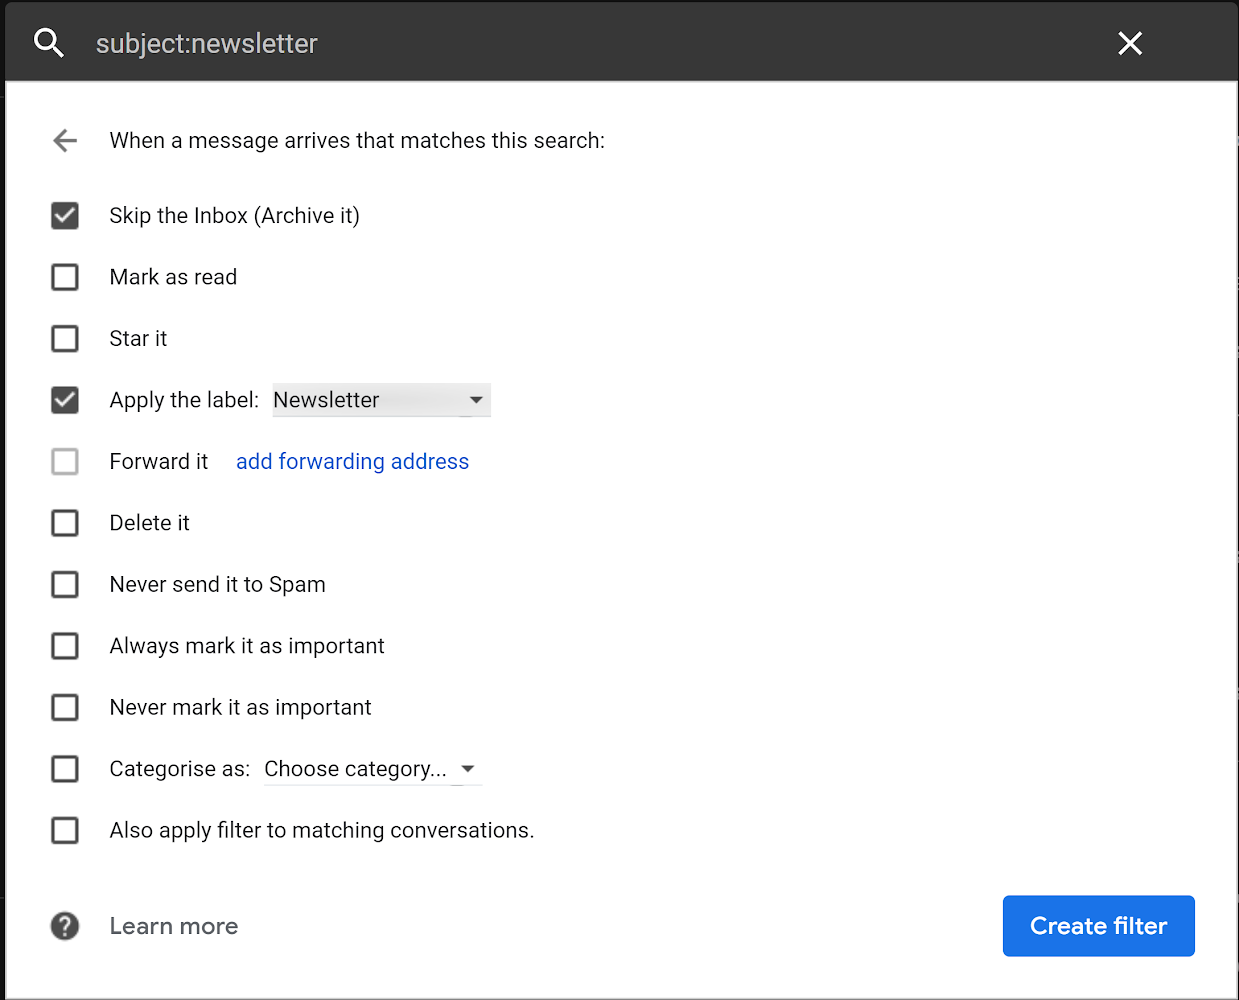 subject:newsletter
When a message arrives that matches this search:
Skip the Inbox (Archive it)
Mark as read
Star it
Apply the label: Newsletter
Forward it add forwarding address
Delete it
Never send it to Spam
Always mark it as important
Never mark it as important
Categorise as: Choose category...
Also apply filter to matching conversations.
? Learn more
Create filter